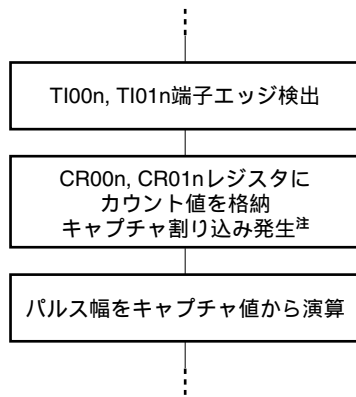 TI00n, TI01n端子エッジ検出
CR00n, CR01nレジスタに
カウント値を格納
キャプチャ割り込み発生注
パルス幅をキャプチャ値から演算